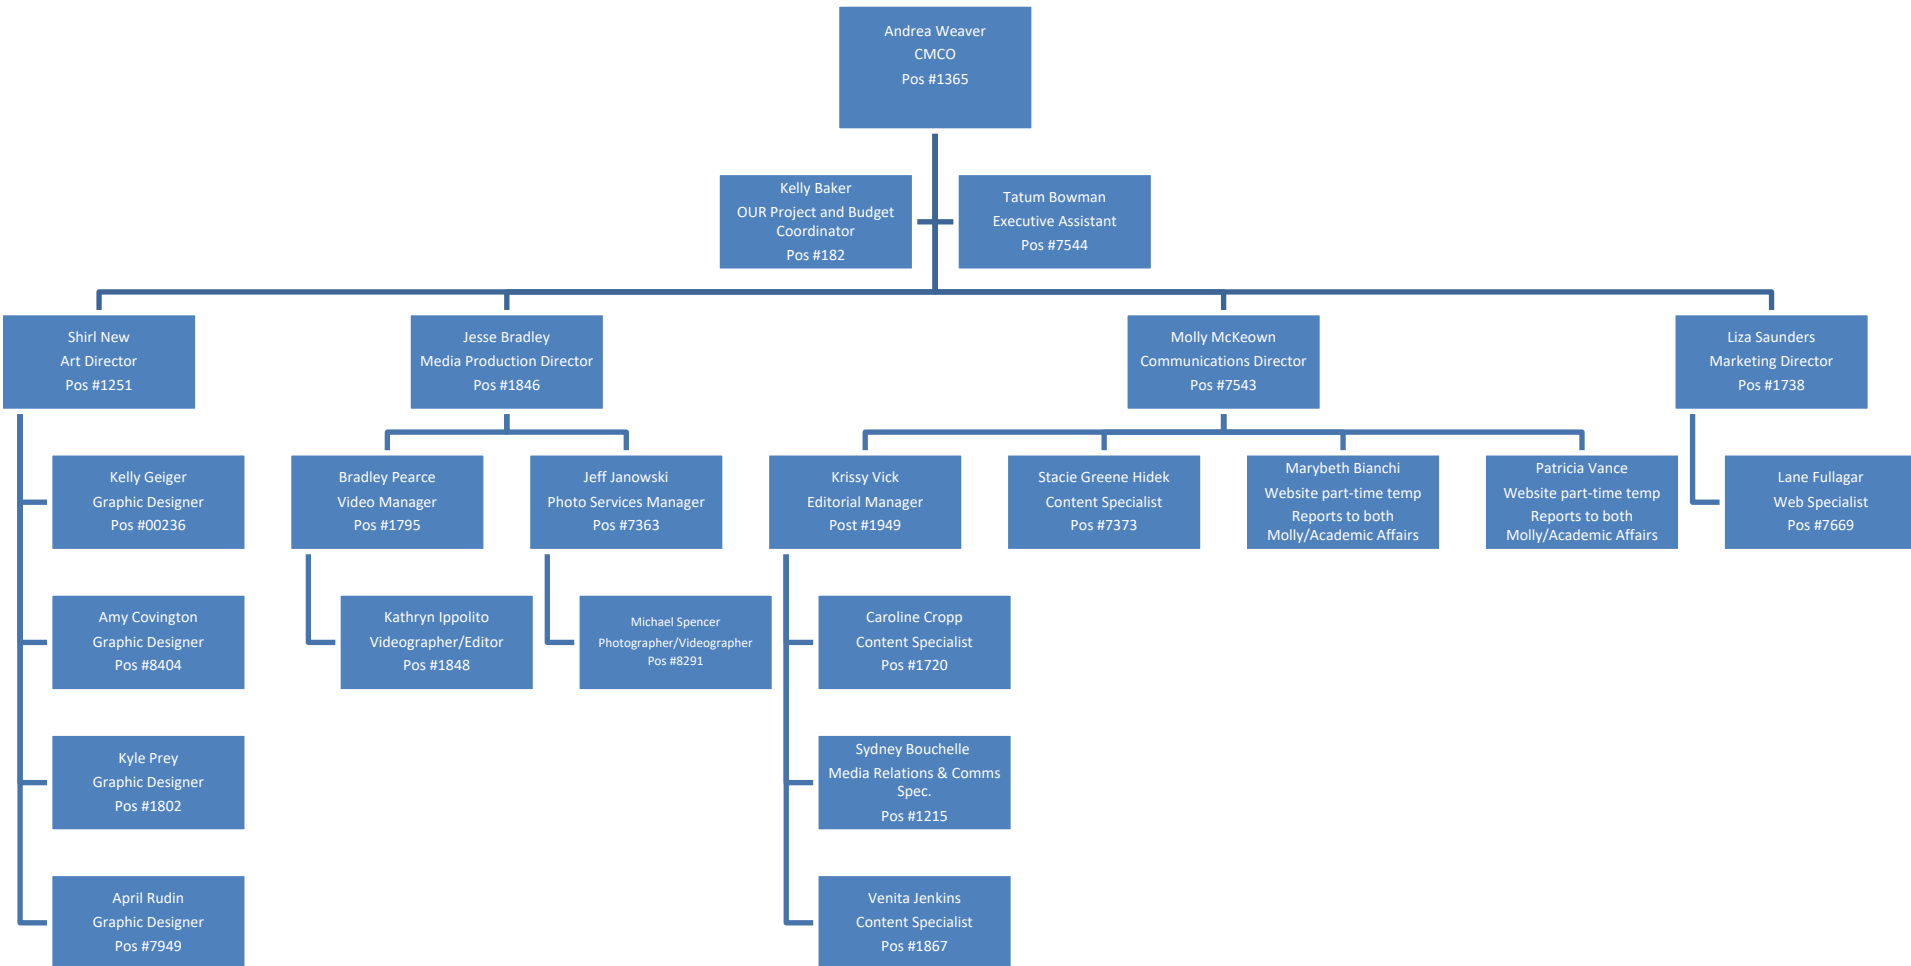 Andrea Weaver
CMCO
Pos #1365
Kelly Baker
OUR Project and Budget
Coordinator
Pos #182
Tatum Bowman
Executive Assistant
Pos #7544
Shirl New
Art Director
Pos #1251
Jesse Bradley
Media Production Director
Pos #1846
Molly McKeown
Communications Director
Pos #7543
Liza Saunders
Marketing Director
Pos #1738
Kelly Geiger
Graphic Designer
Pos #00236
Bradley Pearce
Video Manager
Pos #1795
Jeff Janowski
Photo Services Manager
Pos #7363
Krissy Vick
Editorial Manager
Post #1949
Stacie Greene Hidek
Content Specialist
Pos #7373
Marybeth Bianchi
Website part-time temp
Reports to both
Molly/Academic Affairs
Patricia Vance
Website part-time temp
Reports to both
Molly/Academic Affairs
Lane Fullagar
Web Specialist
Pos #7669
Amy Covington
Graphic Designer
Pos #8404
Kathryn Ippolito
Videographer/Editor
Pos #1848
Michael Spencer
Photographer/Videographer
Pos #8291
Caroline Cropp
Content Specialist
Pos #1720
Kyle Prey
Graphic Designer
Pos #1802
Sydney Bouchelle
Media Relations & Comms
Spec.
Pos #1215
April Rudin
Graphic Designer
Pos #7949
Venita Jenkins
Content Specialist
Pos #1867